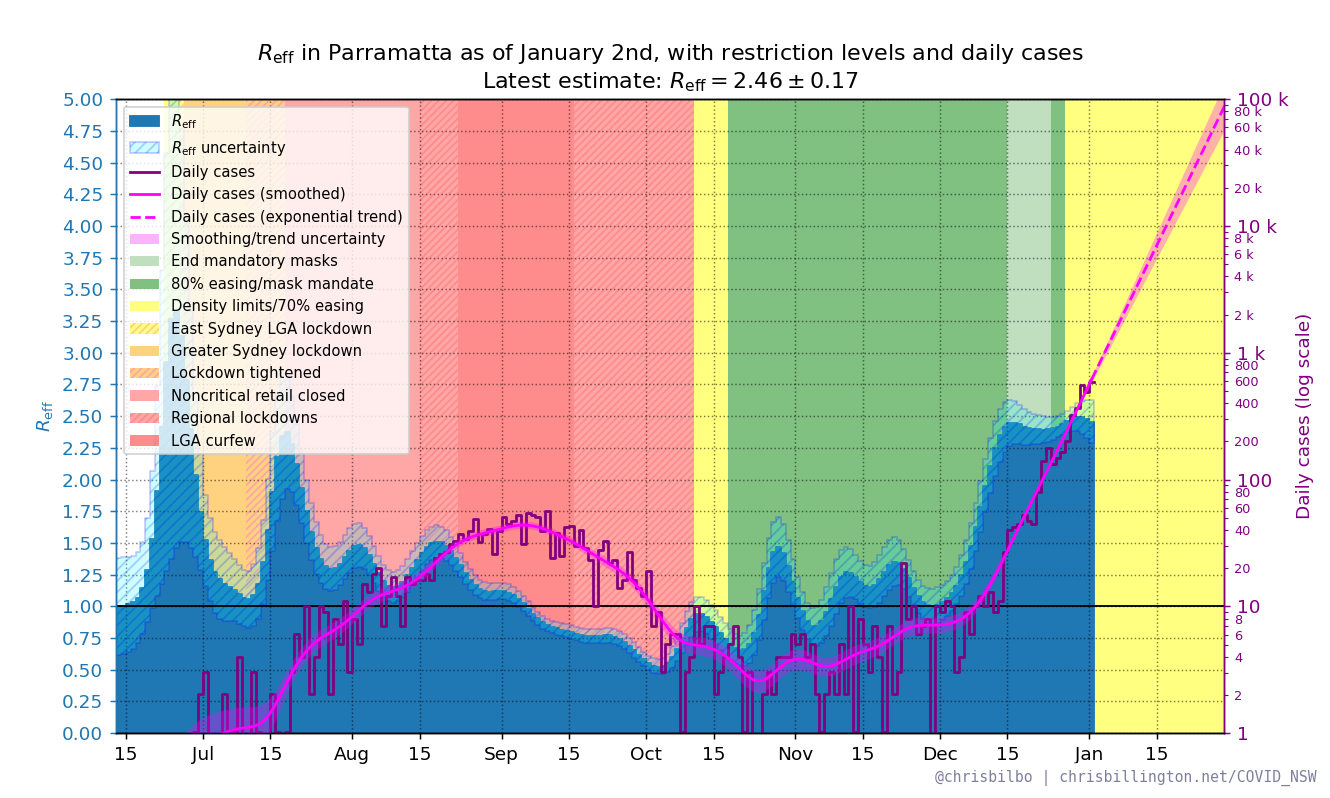 Reff in Parramatta as of January 2nd, with restriction levels and daily cases
Latest estimate: Reff = 2.46 ± 0.17
5.00
4.75
4.50
4.25
4.00
3.75
3.50
3.25
3.00
2.75
2.50
2.25
2.00
1.75
1.50
1.25
1.00
0.75
0.50
0.25
0.00
Reff
Reff
Reff uncertainty
Daily cases
Daily cases (smoothed)
Daily cases (exponential trend)
Smoothing/trend uncertainty
End mandatory masks
80% easing/mask mandate
Density limits/70% easing
East Sydney LGA lockdown
Greater Sydney lockdown
Lockdown tightened
Noncritical retail closed
Regional lockdowns
LGA curfew
100 k
80 k
60 k
40 k
20 k
10 k
8 k
6 k
4 k
2 k
1 k
800
600
400
200
100
80
60
40
20
10
8
6
4
2
1
Daily cases (log scale)
15 Jul 15 Aug 15 Sep 15 Oct 15 Nov 15 Dec 15 Jan 15
@chrisbilbo | chrisbillington.net/COVID_NSW